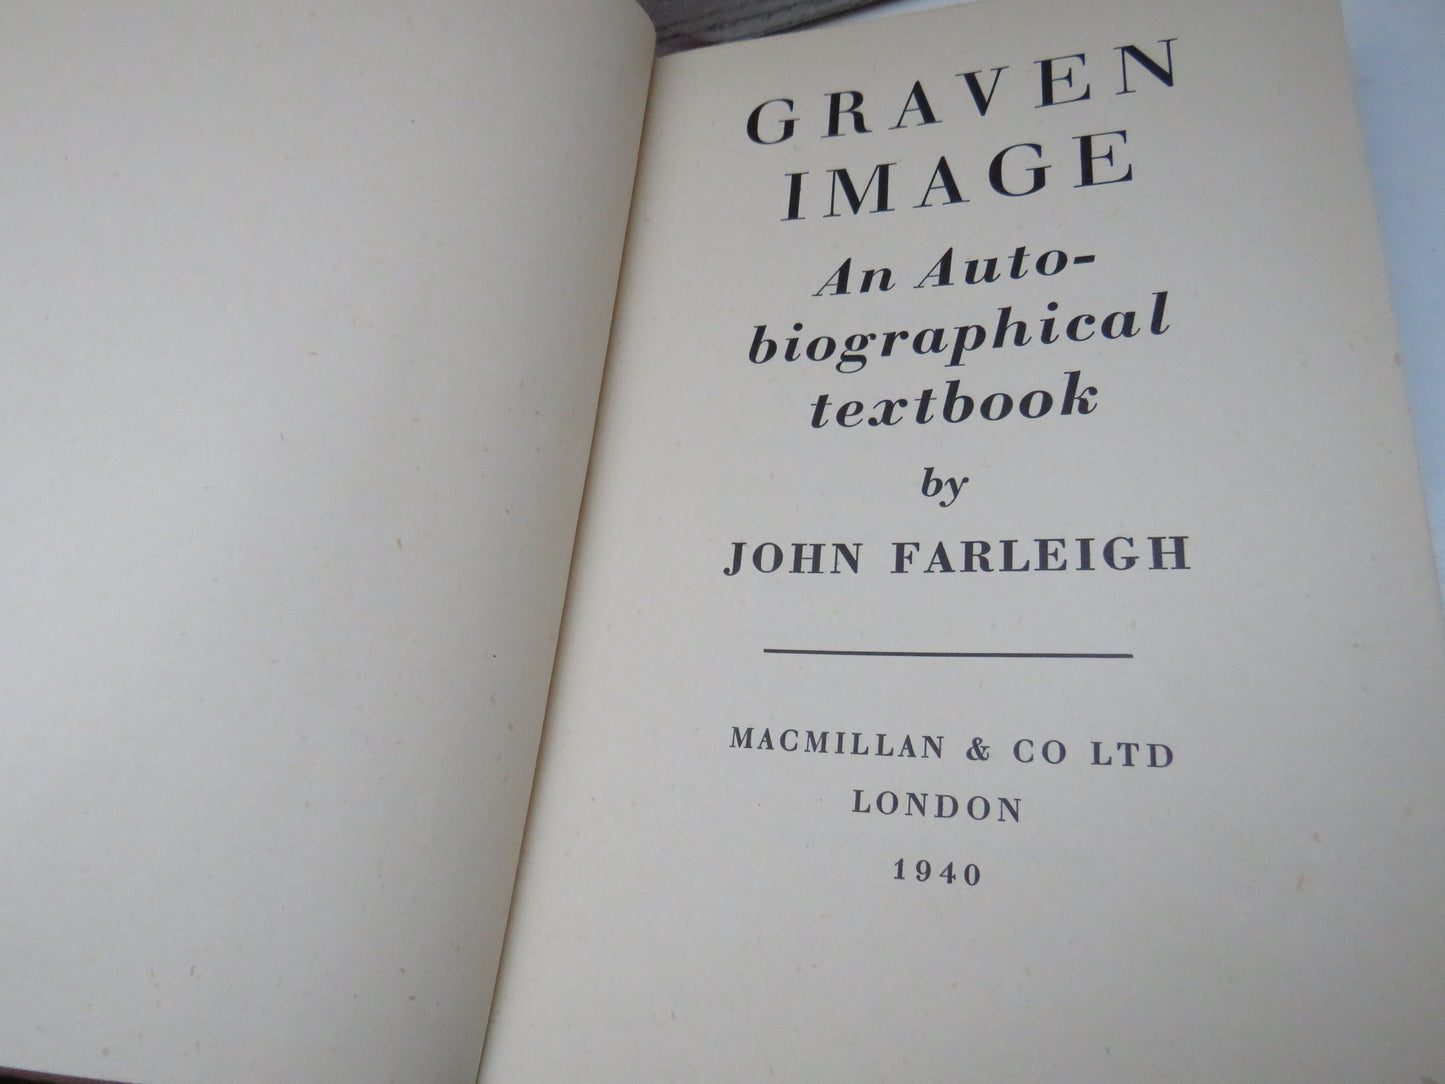 GRAVEN
IMAGE
An Auto-
biographical
textbook
by
JOHN FARLEIGH
MACMILLAN & CO LTD
LONDON
1940